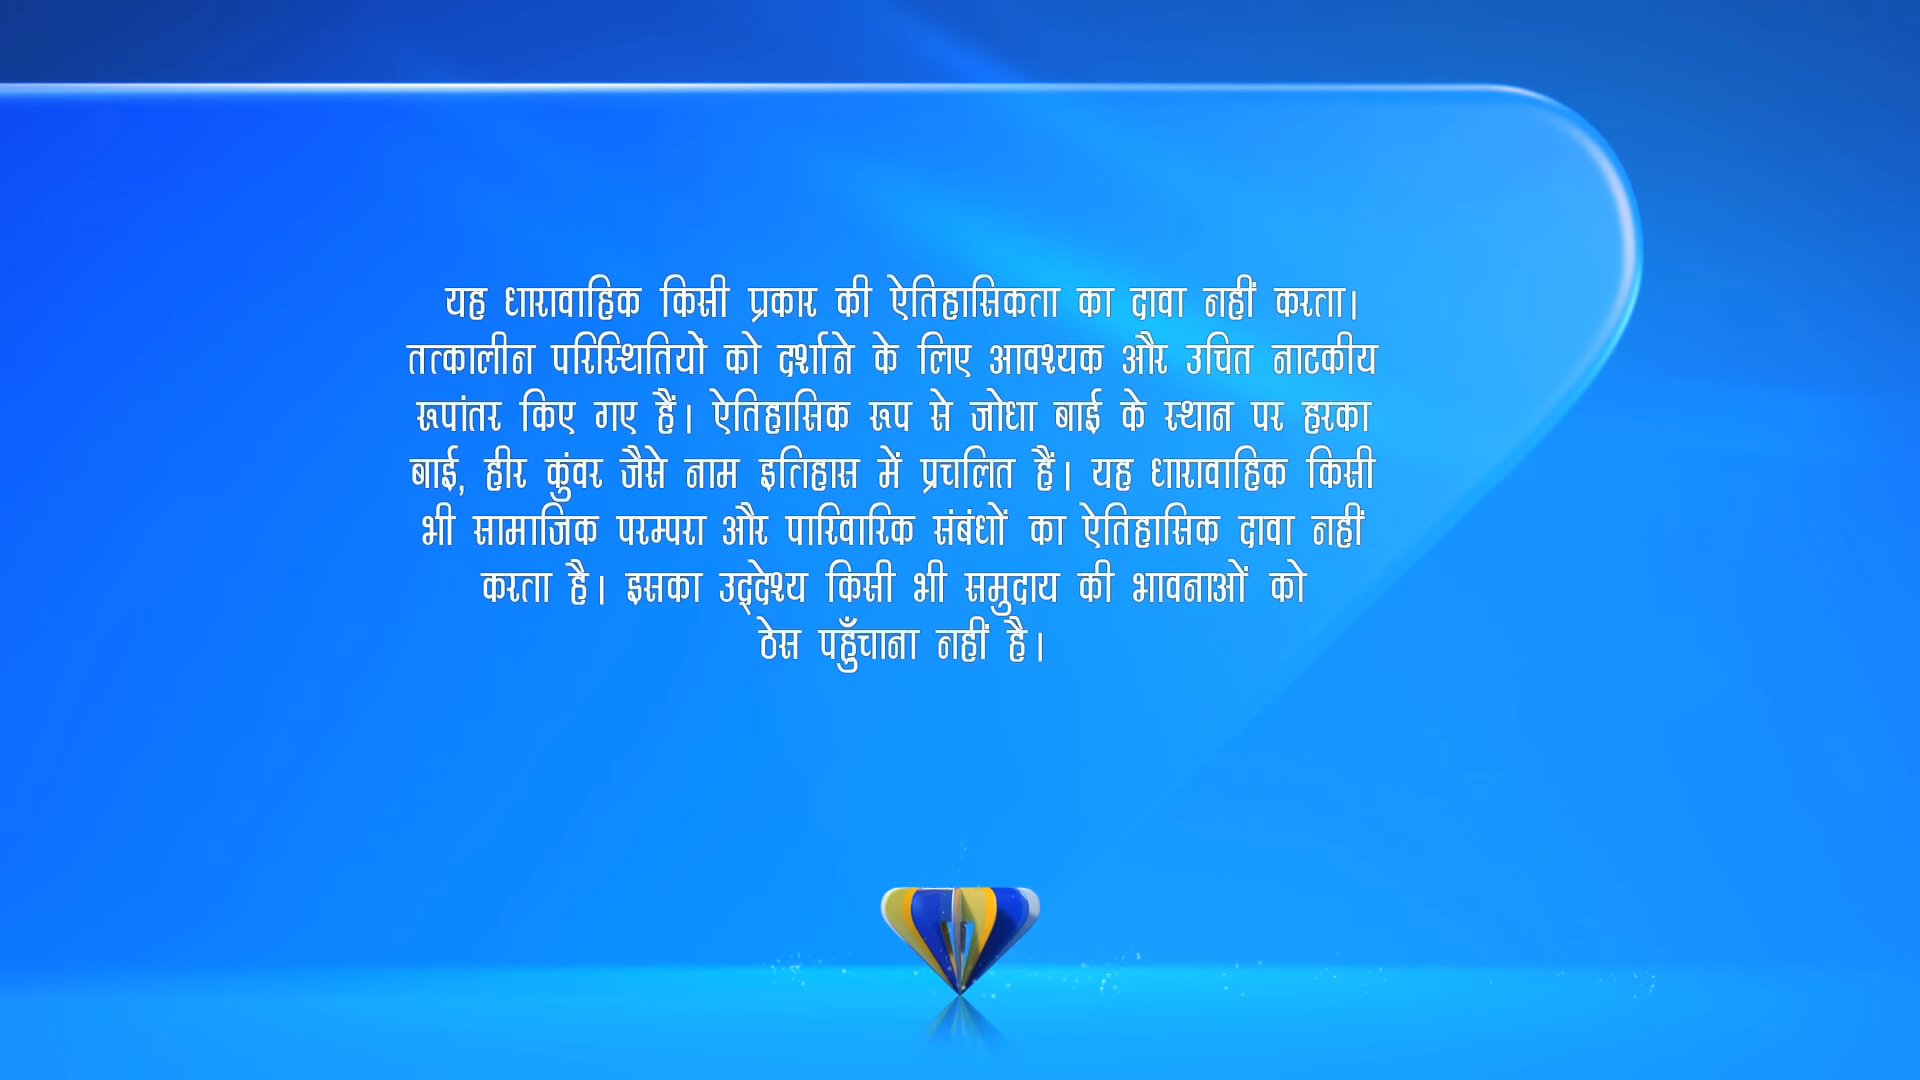 यह धारावाहिक किसी प्रकार की ऐतिहासिकता का दावा नहीं करता।
तत्कालीन परिस्थितियों को दर्शाने के लिए आवश्यक और उचित नाटकीय
रूपांतर किए गए हैं। ऐतिहासिक रूप से जोधा बाई के स्थान पर हरका
बाई, हीर कुंवर जैसे नाम इतिहास में प्रचलित हैं। यह धारावाहिक किसी
भी सामाजिक परम्परा और पारिवारिक संबंधों का ऐतिहासिक दावा नहीं
करता है। इसका उद्देश्य किसी भी समुदाय की भावनाओं को
ठेस पहुँचाना नहीं है।